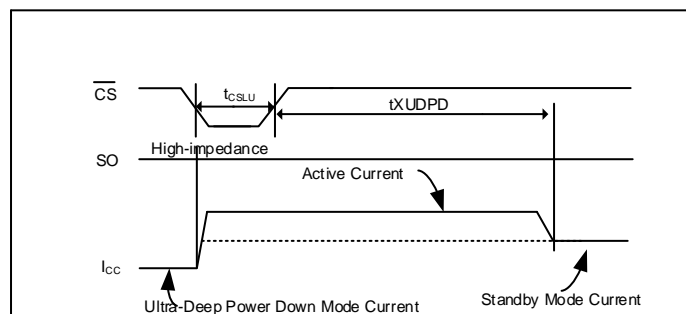 CS
tCSLU
tXUDPD
High-impedance
SO
Active Current
ICC
Ultra-Deep Power Down Mode Current
Standby Mode Current